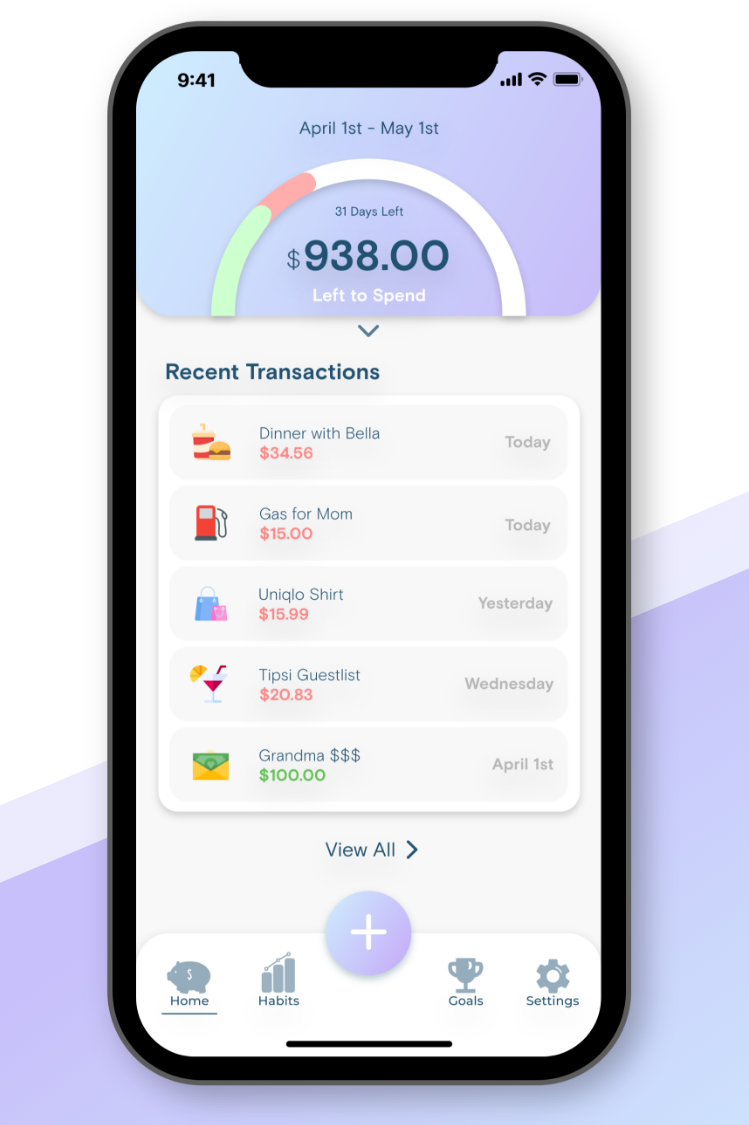 9:41
April 1st - May 1st
31 Days Left
$938.00
Left to Spend
Recent Transactions
Dinner with Bella
$34.56
Today
Gas for Mom
$15.00
Today
Uniqlo Shirt
$15.99
Yesterday
Tipsi Guestlist
$20.83
Wednesday
Grandma $$$
$100.00
April 1st
View All
$
Home
Habits
Goals
Settings